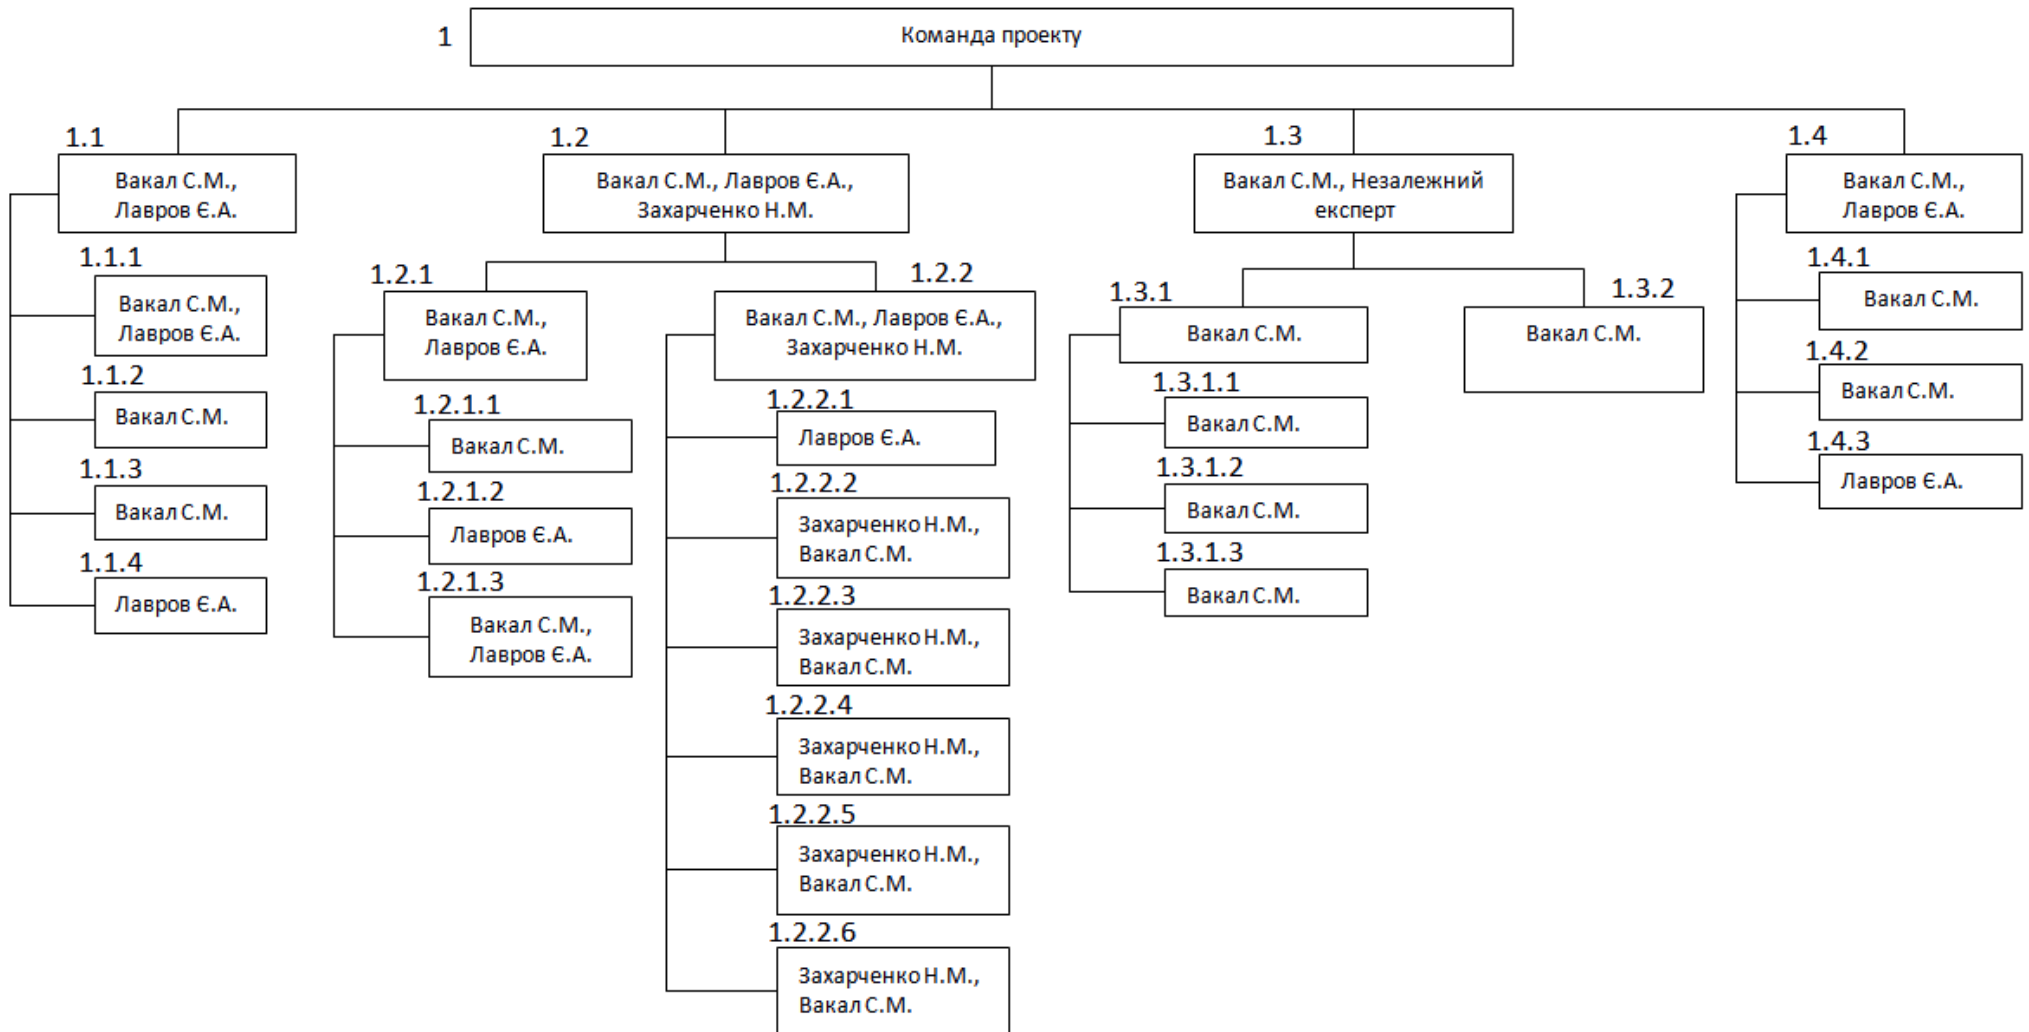 1
Команда проекту
1.1
Вакал С.М.,
Лавров Є.А.
1.1.1
Вакал С.М.,
Лавров Є.А.
1.1.2
Вакал С.М.
1.1.3
Вакал С.М.
1.1.4
Лавров Є.А.
1.2
Вакал С.М., Лавров Є.А.,
Захарченко Н.М.
1.2.1
Вакал С.М.,
Лавров Є.А.
1.2.1.1
Вакал С.М.
1.2.1.2
Лавров Є.А.
1.2.1.3
Вакал С.М.,
Лавров Є.А.
1.2.2
Вакал С.М., Лавров Є.А.,
Захарченко Н.М.
1.2.2.1
Лавров Є.А.
1.2.2.2
Захарченко Н.М.,
Вакал С.М.
1.2.2.3
Захарченко Н.М.,
Вакал С.М.
1.2.2.4
Захарченко Н.М.,
Вакал С.М.
1.2.2.5
Захарченко Н.М.,
Вакал С.М.
1.2.2.6
Захарченко Н.М.,
Вакал С.М.
1.3
Вакал С.М., Незалежний
експерт
1.3.1
Вакал С.М.
1.3.1.1
Вакал С.М.
1.3.1.2
Вакал С.М.
1.3.1.3
Вакал С.М.
1.3.2
Вакал С.М.
1.4
Вакал С.М.,
Лавров Є.А.
1.4.1
Вакал С.М.
1.4.2
Вакал С.М.
1.4.3
Лавров Є.А.